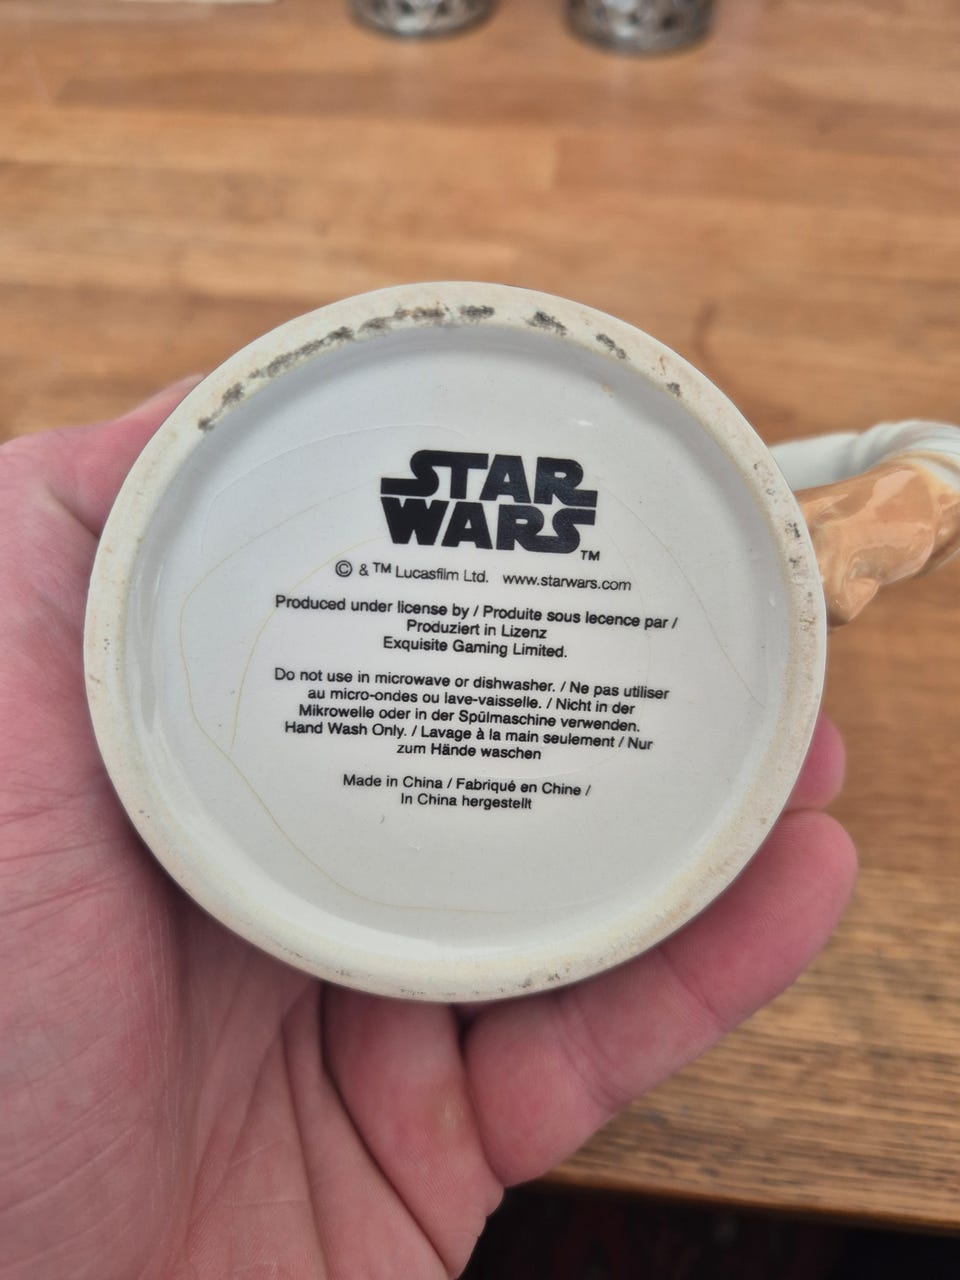 STAR
WARS™
© & ™ Lucasfilm Ltd. www.starwars.com
Produced under license by / Produite sous lecence par /
Produziert in Lizenz
Exquisite Gaming Limited.
Do not use in microwave or dishwasher. / Ne pas utiliser
au micro-ondes ou lave-vaisselle. / Nicht in der
Mikrowelle oder in der Spülmaschine verwenden.
Hand Wash Only. / Lavage à la main seulement / Nur
zum Hände waschen
Made in China / Fabriqué en Chine /
In China hergestellt